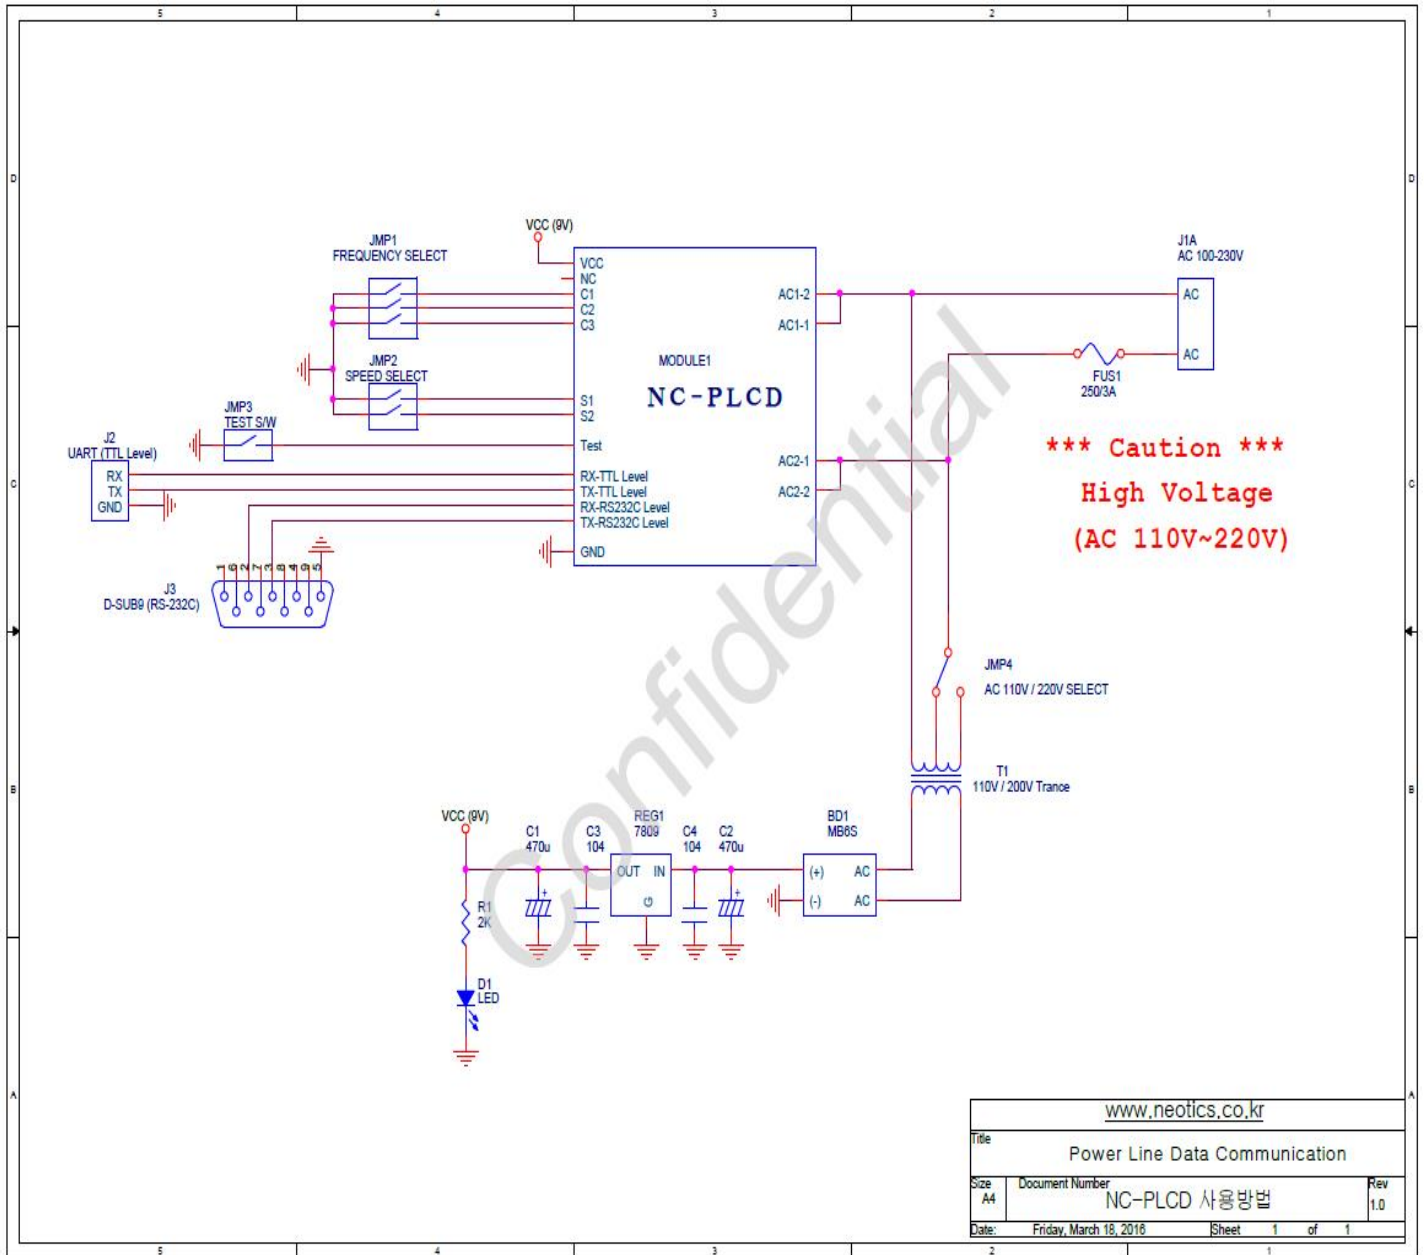 5 4 3 2 1
D D
VCC (9V)
JMP1
FREQUENCY SELECT
J1A
AC 100-230V
VCC
NC
C1
C2
C3
AC1-2
AC1-1
AC
AC
MODULE1
NC-PLCD
FUS1
250/3A
JMP2
SPEED SELECT
S1
S2
JMP3
TEST S/W
Test
J2
UART (TTL Level)
RX
TX
GND
RX-TTL Level
TX-TTL Level
RX-RS232C Level
TX-RS232C Level
GND
AC2-1
AC2-2
*** Caution ***
High Voltage
(AC 110V~220V)
C C
1 6 2 7 3 8 4 9 5
J3
D-SUB9 (RS-232C)
JMP4
AC 110V / 220V SELECT
T1
110V / 200V Trance
B B
VCC (9V)
C1
470u
C3
104
REG1
7809
OUT IN
G
C4
104
C2
470u
BD1
MB6S
(+) AC
(-) AC
R1
2K
D1
LED
Confidential
A A
www.neotics.co.kr
Title
Power Line Data Communication
Size
A4
Document Number
NC-PLCD 사용방법
Rev
1.0
Date: Friday, March 18, 2016 Sheet 1 of 1
5 4 3 2 1